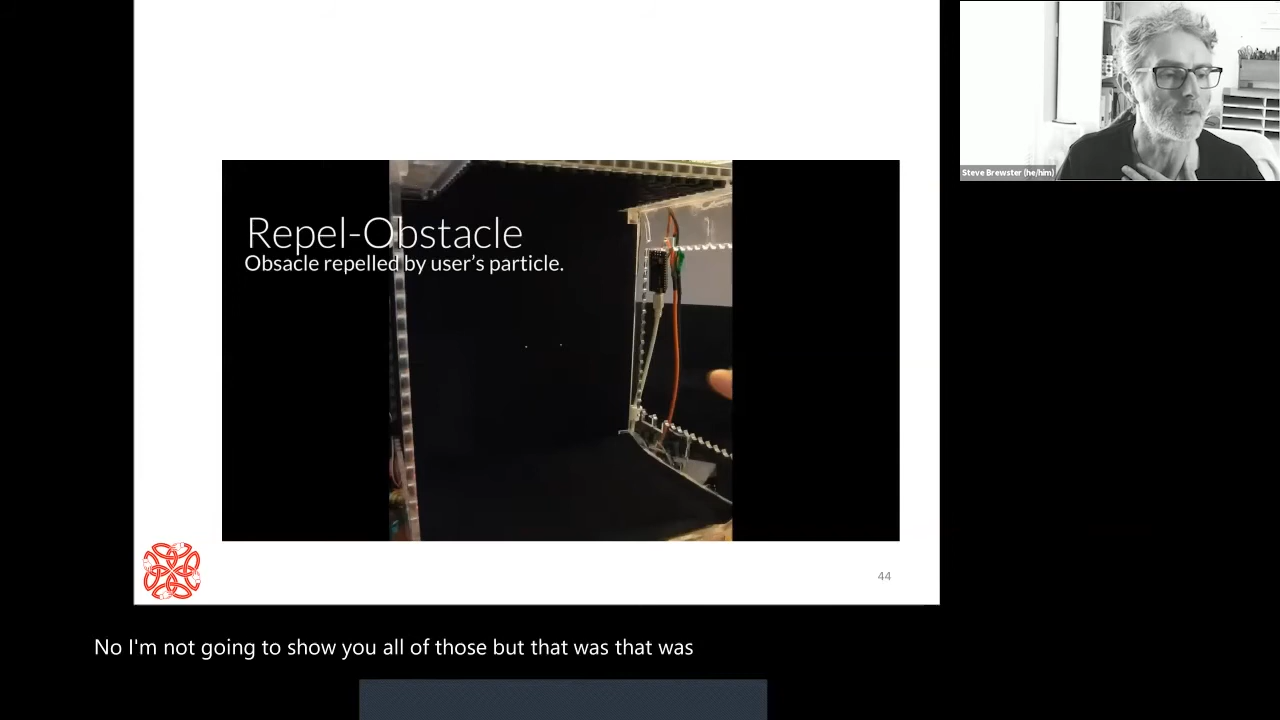 Repel-Obstacle
Obsacle repelled by user's particle.
Steve Brewster (he/him)
44
No I'm not going to show you all of those but that was that was